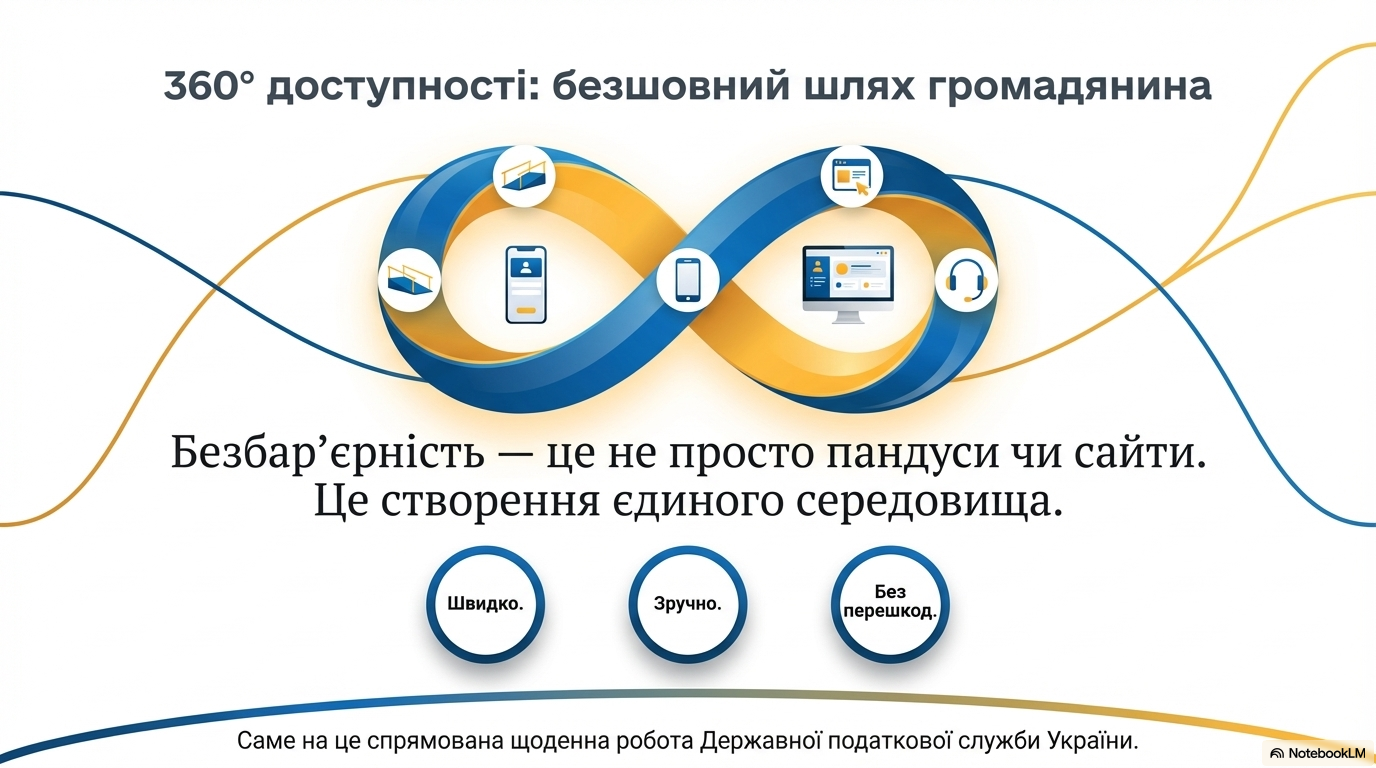 360° доступності: безшовний шлях громадянина
Безбар’єрність — це не просто пандуси чи сайти.
Це створення єдиного середовища.
Швидко.
Зручно.
Без
перешкод.
Саме на це спрямована щоденна робота Державної податкової служби України.
NotebookLM